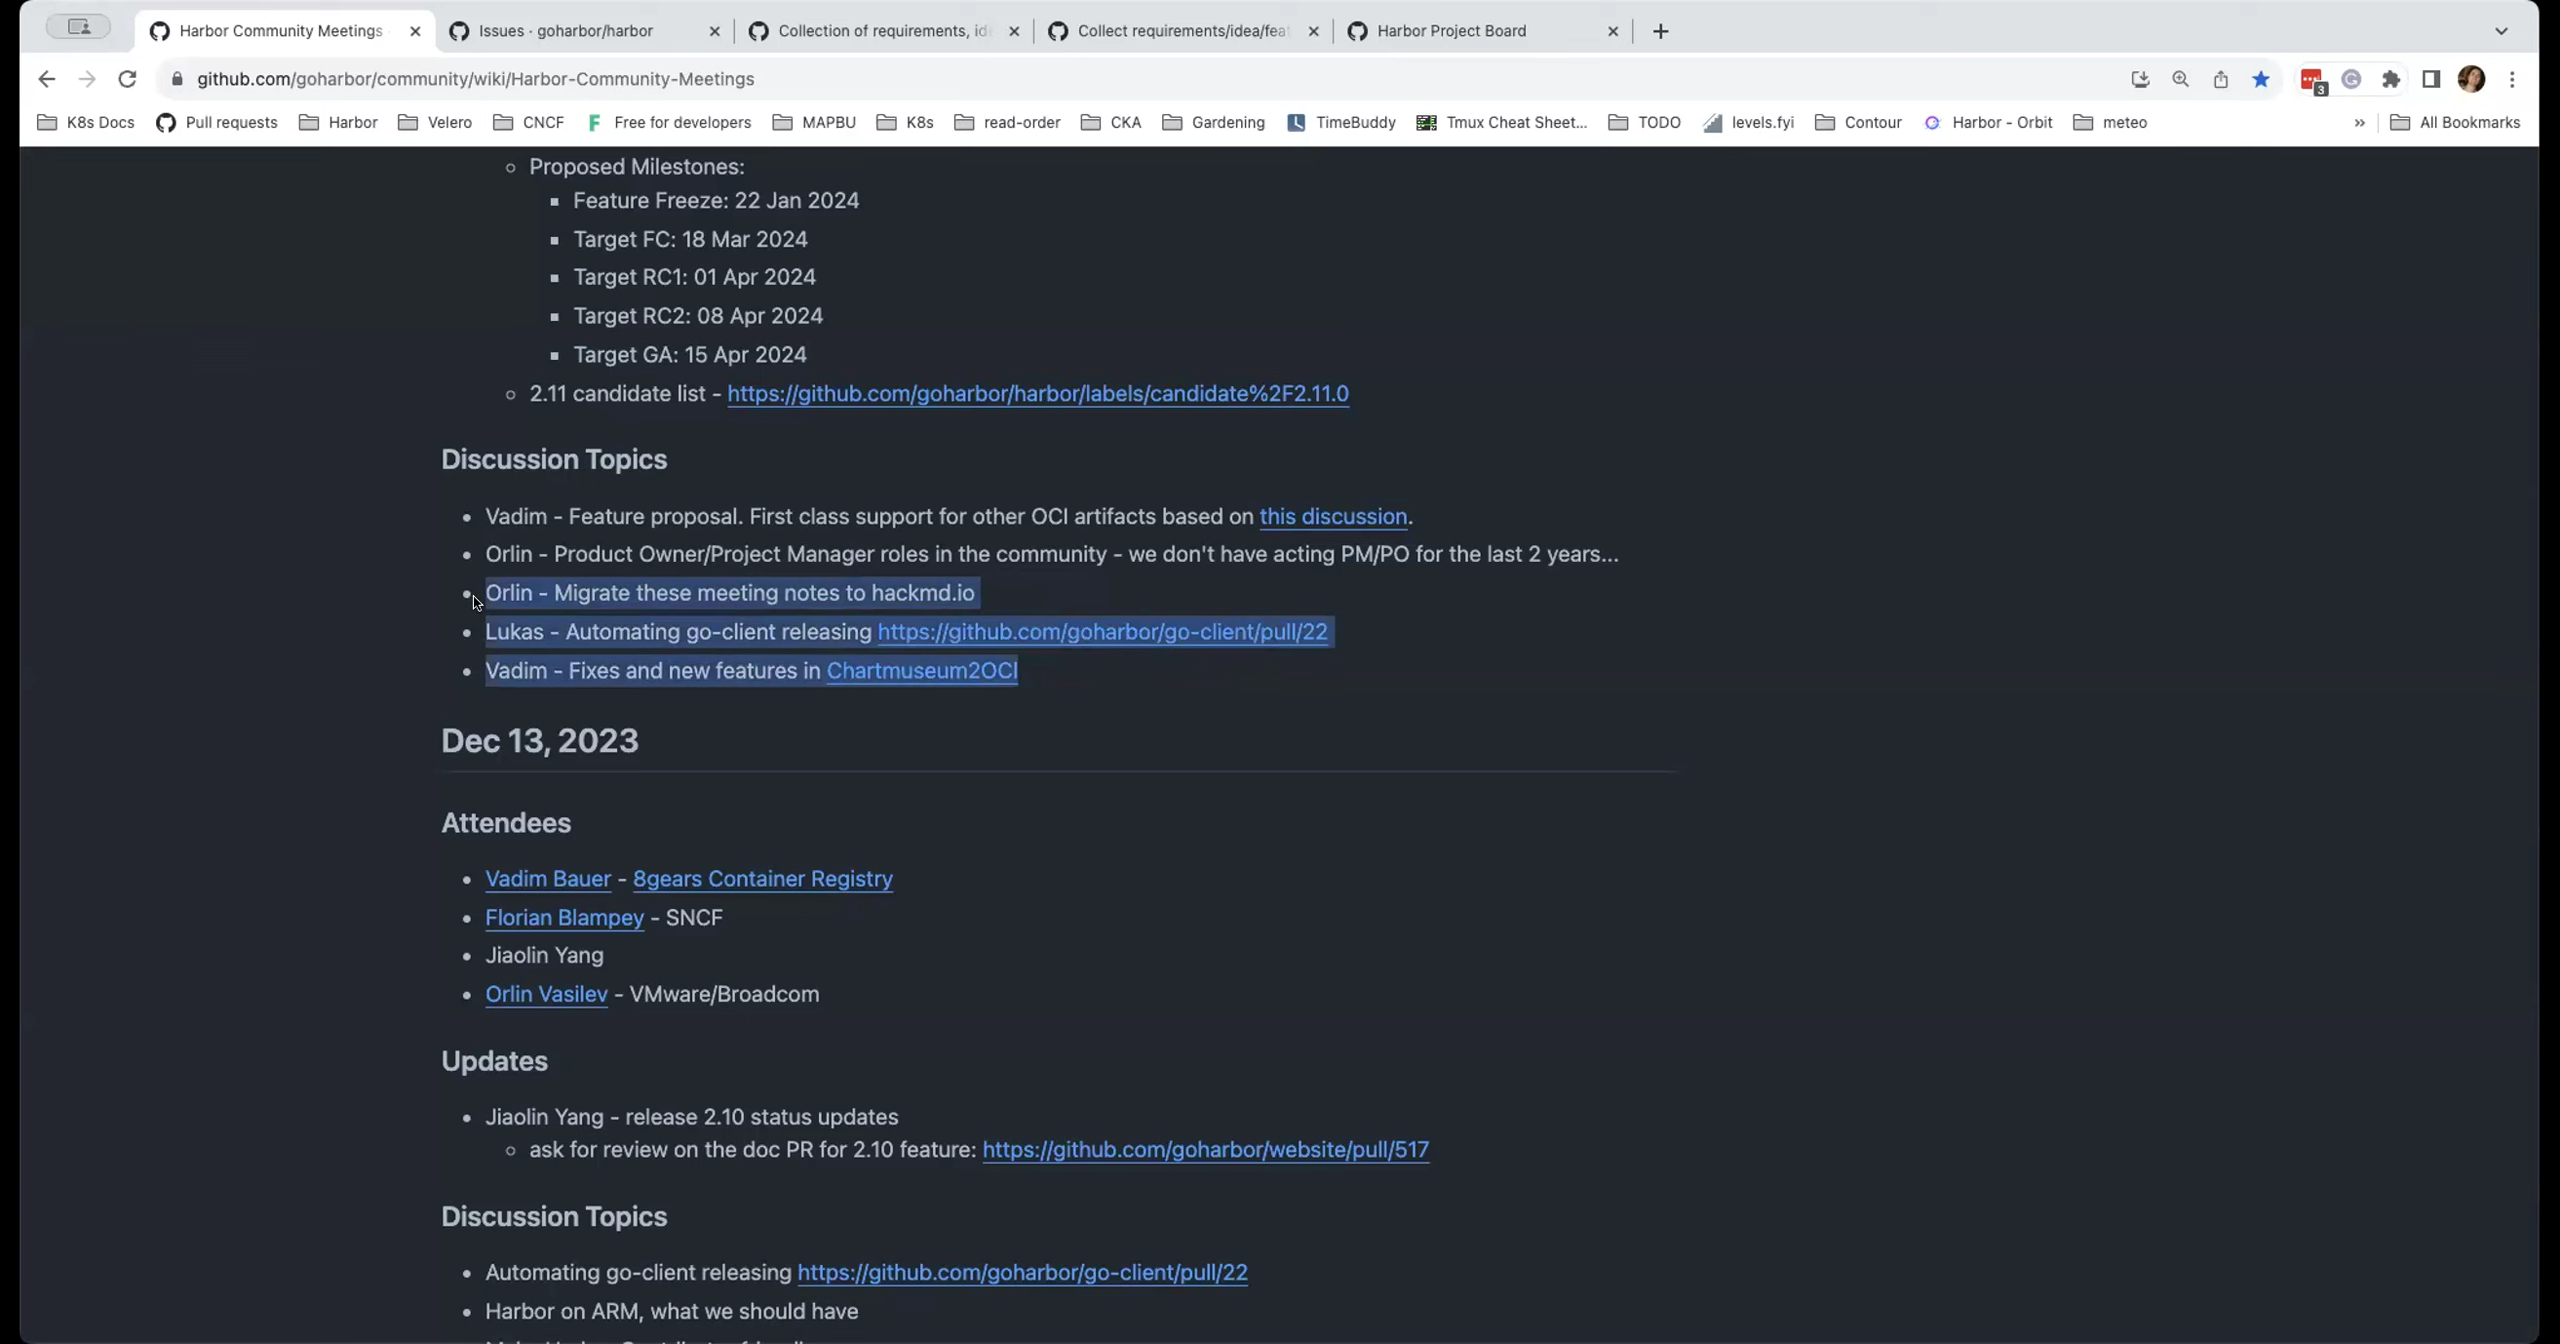 Harbor Community Meetings
Issues · goharbor/harbor
Collection of requirements, id
Collect requirements/idea/fea
Harbor Project Board
github.com/goharbor/community/wiki/Harbor-Community-Meetings
3
K8s Docs
Pull requests
Harbor
Velero
CNCF
Free for developers
MAPBU
K8s
read-order
CKA
Gardening
TimeBuddy
Tmux Cheat Sheet...
TODO
levels.fyi
Contour
Harbor - Orbit
meteo
»
All Bookmarks
Proposed Milestones:
Feature Freeze: 22 Jan 2024
Target FC: 18 Mar 2024
Target RC1: 01 Apr 2024
Target RC2: 08 Apr 2024
Target GA: 15 Apr 2024
2.11 candidate list - https://github.com/goharbor/harbor/labels/candidate%2F2.11.0
Discussion Topics
Vadim - Feature proposal. First class support for other OCI artifacts based on this discussion.
Orlin - Product Owner/Project Manager roles in the community - we don't have acting PM/PO for the last 2 years...
Orlin - Migrate these meeting notes to hackmd.io
Lukas - Automating go-client releasing https://github.com/goharbor/go-client/pull/22
Vadim - Fixes and new features in Chartmuseum2OCI
Dec 13, 2023
Attendees
Vadim Bauer - 8gears Container Registry
Florian Blampey - SNCF
Jiaolin Yang
Orlin Vasilev - VMware/Broadcom
Updates
Jiaolin Yang - release 2.10 status updates
ask for review on the doc PR for 2.10 feature: https://github.com/goharbor/website/pull/517
Discussion Topics
Automating go-client releasing https://github.com/goharbor/go-client/pull/22
Harbor on ARM, what we should have